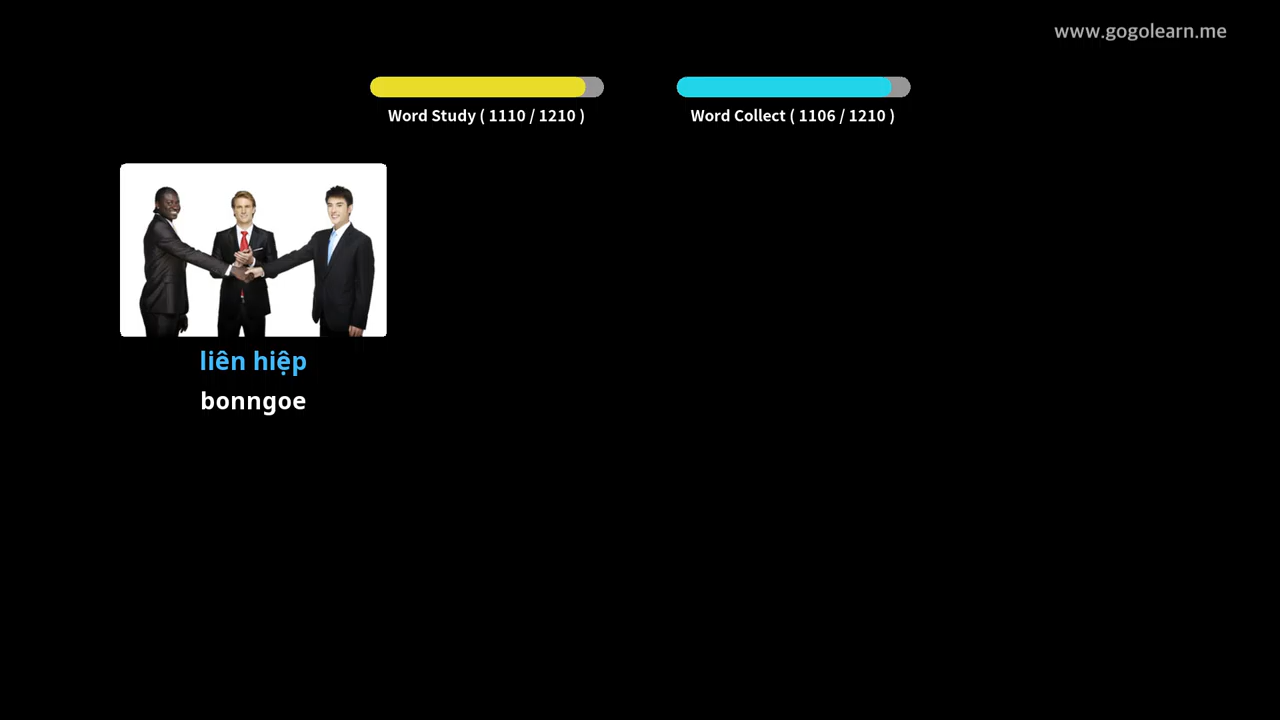 www.gogolearn.me
Word Study ( 1110 / 1210 )
Word Collect ( 1106 / 1210 )
liên hiệp
bonngoe